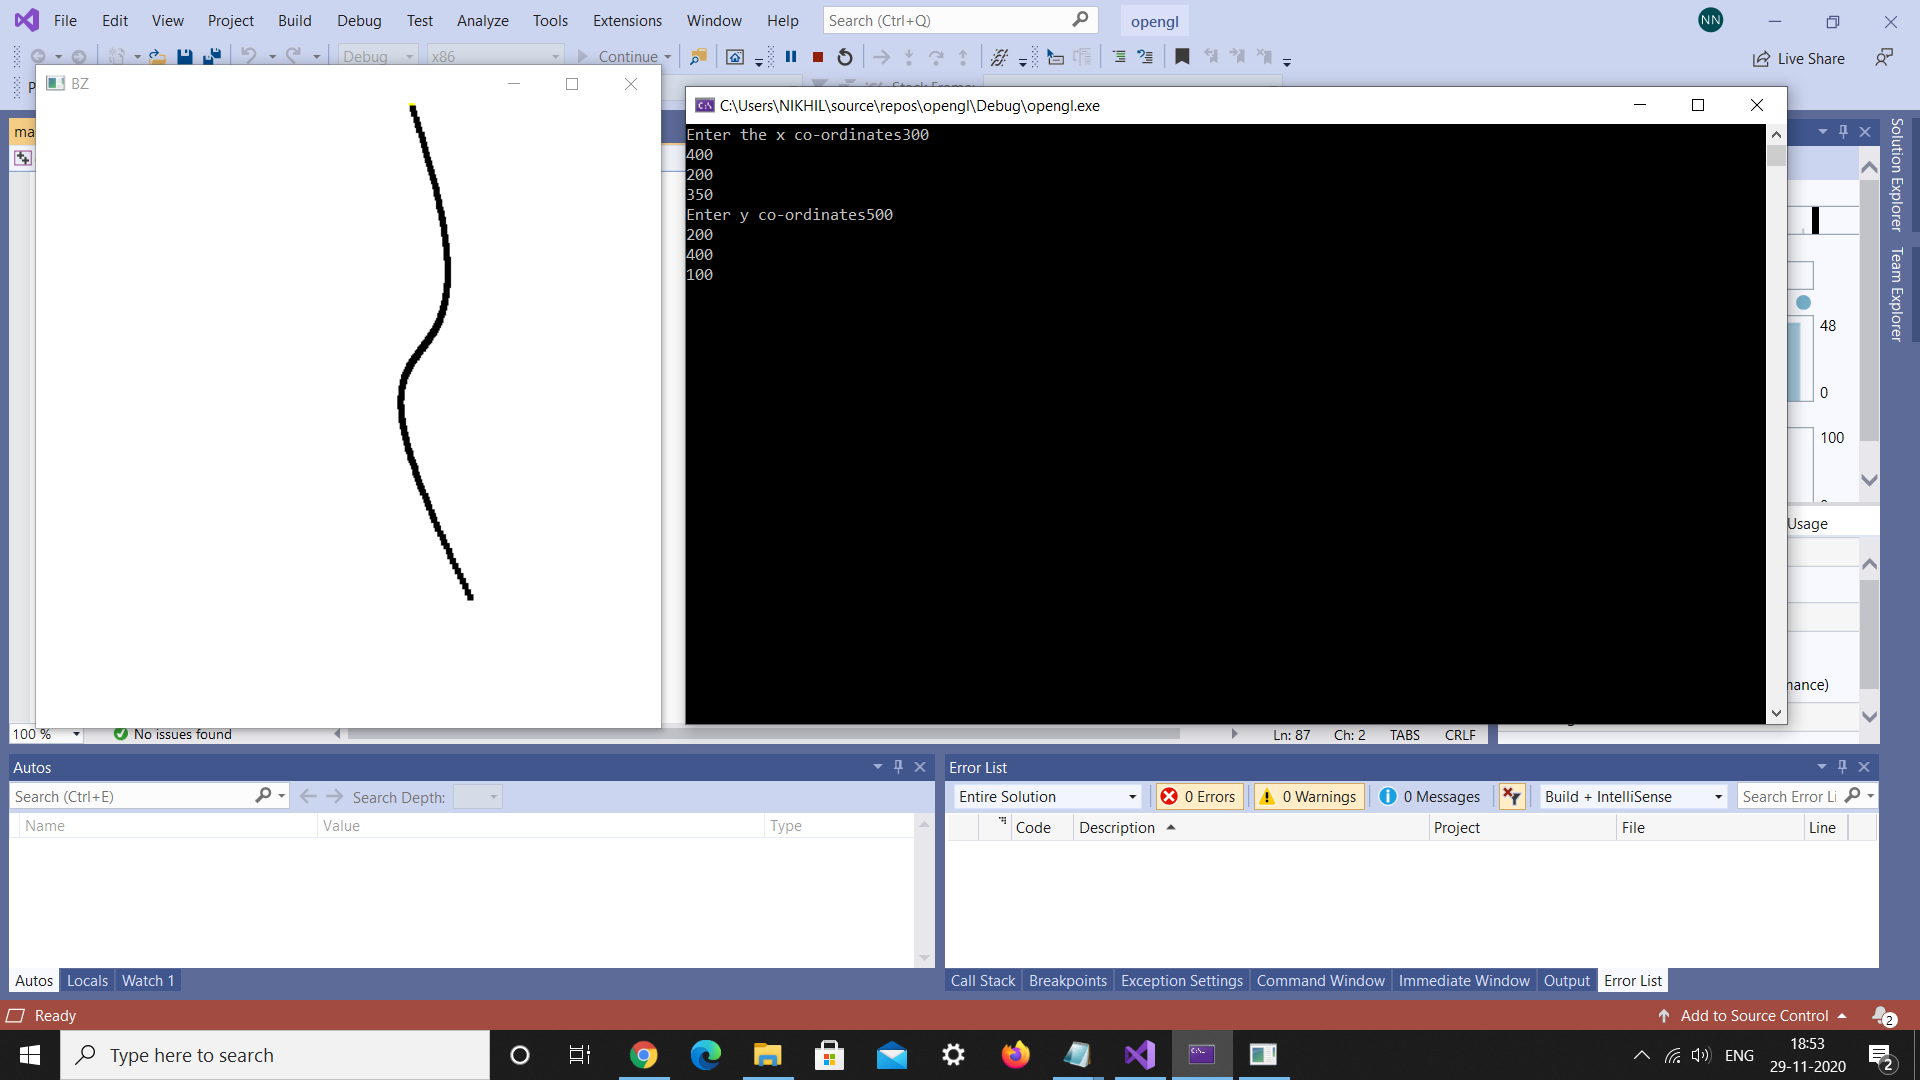 File Edit View Project Build Debug Test Analyze Tools Extensions Window Help Search (Ctrl+Q) opengl NN
Debug x86 Continue Live Share
P Stack Frame:
BZ
C:\Users\NIKHIL\source\repos\opengl\Debug\opengl.exe
ma
Enter the x co-ordinates300
400
200
350
Enter y co-ordinates500
200
400
100
Solution Explorer
Team Explorer
48
0
100
Usage
mance)
100 % No issues found Ln: 87 Ch: 2 TABS CRLF
Autos
Search (Ctrl+E) Search Depth:
Name Value Type
Autos Locals Watch 1
Error List
Entire Solution 0 Errors 0 Warnings 0 Messages Build + IntelliSense Search Error Li
Code Description Project File Line
Call Stack Breakpoints Exception Settings Command Window Immediate Window Output Error List
Ready Add to Source Control 2
Type here to search ENG 18:53
29-11-2020 2